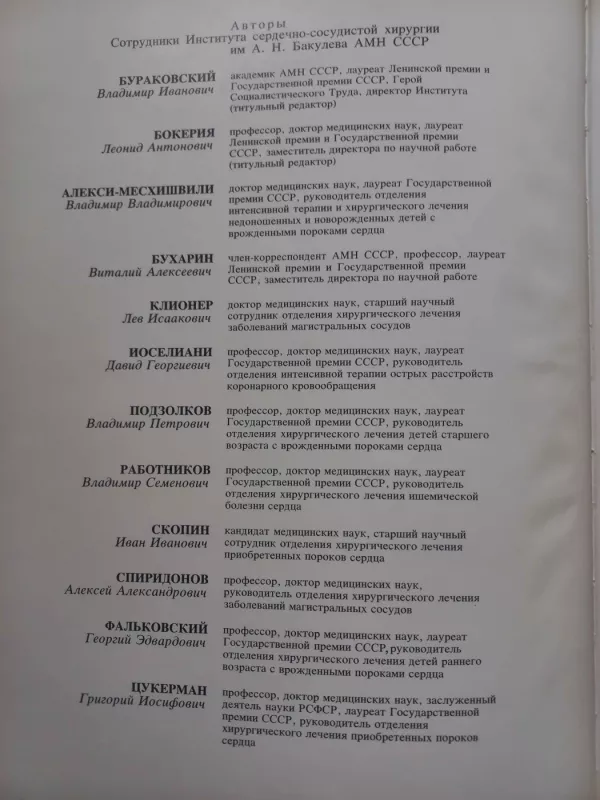 Авторы
Сотрудники Института сердечно-сосудистой хирургии
им А. Н. Бакулева АМН СССР
БУРАКОВСКИЙ
Владимир Иванович
академик АМН СССР, лауреат Ленинской премии и
Государственной премии СССР, Герой
Социалистического Труда, директор Института
(титульный редактор)
БОКЕРИЯ
Леонид Антонович
профессор, доктор медицинских наук, лауреат
Ленинской премии и Государственной премии
СССР, заместитель директора по научной работе
(титульный редактор)
АЛЕКСИ-МЕСХИШВИЛИ
Владимир Владимирович
доктор медицинских наук, лауреат Государственной
премии СССР, руководитель отделения
интенсивной терапии и хирургического лечения
недоношенных и новорожденных детей с
врожденными пороками сердца
БУХАРИН
Виталий Алексеевич
член-корреспондент АМН СССР, профессор, лауреат
Ленинской премии и Государственной премии
СССР, заместитель директора по научной работе
КЛИОНЕР
Лев Исаакович
доктор медицинских наук, старший научный
сотрудник отделения хирургического лечения
заболеваний магистральных сосудов
ИОСЕЛИАНИ
Давид Георгиевич
профессор, доктор медицинских наук, лауреат
Государственной премии СССР, руководитель
отделения интенсивной терапии острых расстройств
коронарного кровообращения
ПОДЗОЛКОВ
Владимир Петрович
профессор, доктор медицинских наук, лауреат
Государственной премии СССР, руководитель
отделения хирургического лечения детей старшего
возраста с врожденными пороками сердца
РАБОТНИКОВ
Владимир Семенович
профессор, доктор медицинских наук, лауреат
Государственной премии СССР, руководитель
отделения хирургического лечения ишемической
болезни сердца
СКОПИН
Иван Иванович
кандидат медицинских наук, старший научный
сотрудник отделения хирургического лечения
приобретенных пороков сердца
СПИРИДОНОВ
Алексей Александрович
профессор, доктор медицинских наук,
руководитель отделения хирургического лечения
заболеваний магистральных сосудов
ФАЛЬКОВСКИЙ
Георгий Эдвардович
профессор, доктор медицинских наук, лауреат
Государственной премии СССР,руководитель
отделения хирургического лечения детей раннего
возраста с врожденными пороками сердца
ЦУКЕРМАН
Григорий Иосифович
профессор, доктор медицинских наук, заслуженный
деятель науки РСФСР, лауреат Государственной
премии СССР, руководитель отделения
хирургического лечения приобретенных пороков
сердца